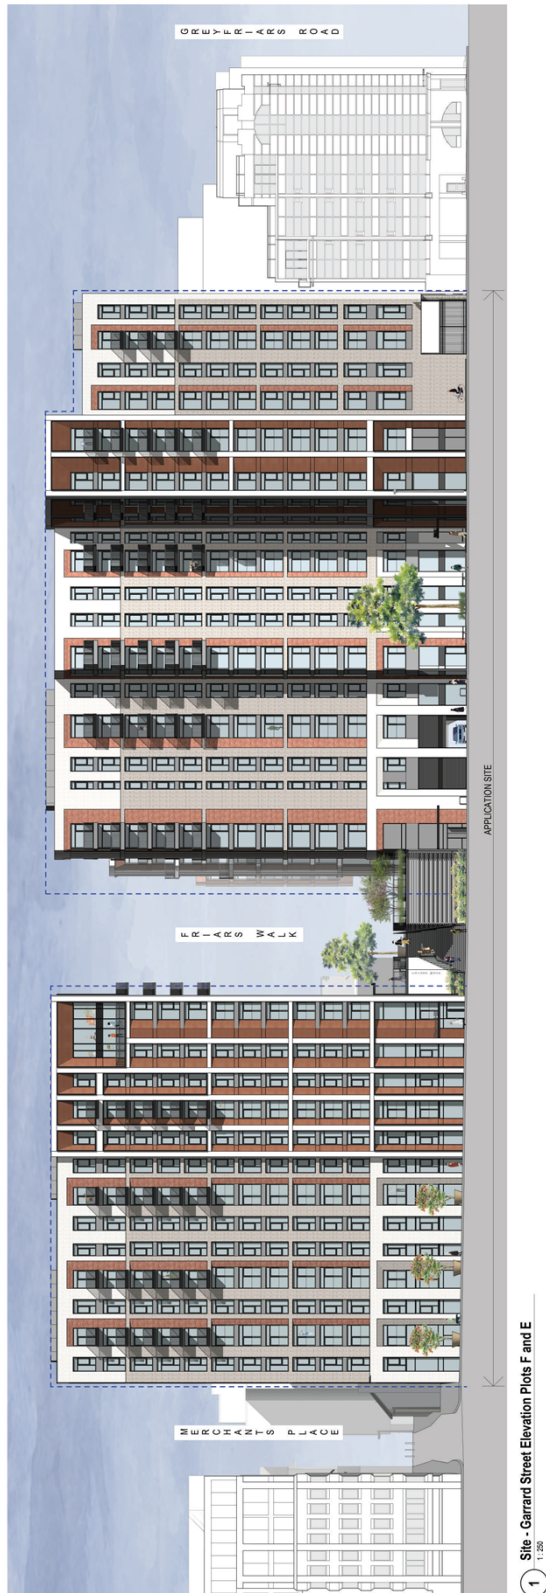 MERCHANTS PLACE
FRIARS WALK
GREYFRIARS ROAD
APPLICATION SITE
1
Site - Garrard Street Elevation Plots F and E
1 : 250